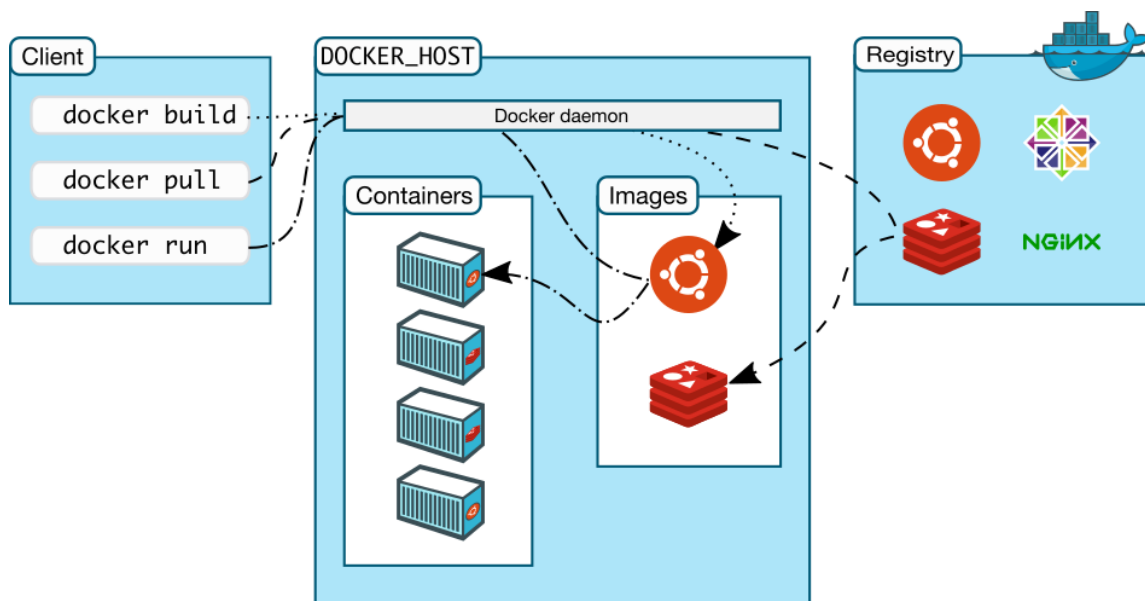 Client
docker build
docker pull
docker run
DOCKER_HOST
Docker daemon
Containers
Images
Registry
NGiNX